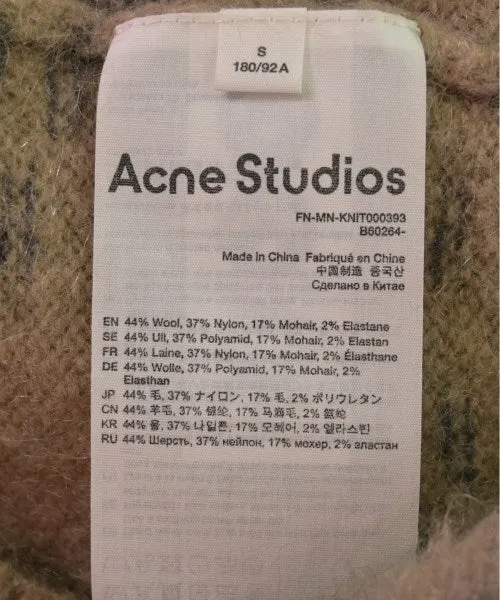 S
180/92A
Acne Studios
FN-MN-KNIT000393
B60264-
Made in China Fabriqué en Chine
中国制造 중국산
Сделано в Китае
EN 44% Wool, 37% Nylon, 17% Mohair, 2% Elastane
SE 44% Ull, 37% Polyamid, 17% Mohair, 2% Elastan
FR 44% Laine, 37% Nylon, 17% Mohair, 2% Élasthane
DE 44% Wolle, 37% Polyamid, 17% Mohair, 2%
Elasthan
JP 44% 毛, 37% ナイロン, 17% 毛, 2% ポリウレタン
CN 44% 羊毛, 37% 锦纶, 17% 马海毛, 2% 氨纶
KR 44% 울, 37% 나일론, 17% 모헤어, 2% 엘라스틴
RU 44% Шерсть, 37% нейлон, 17% мохер, 2% эластан